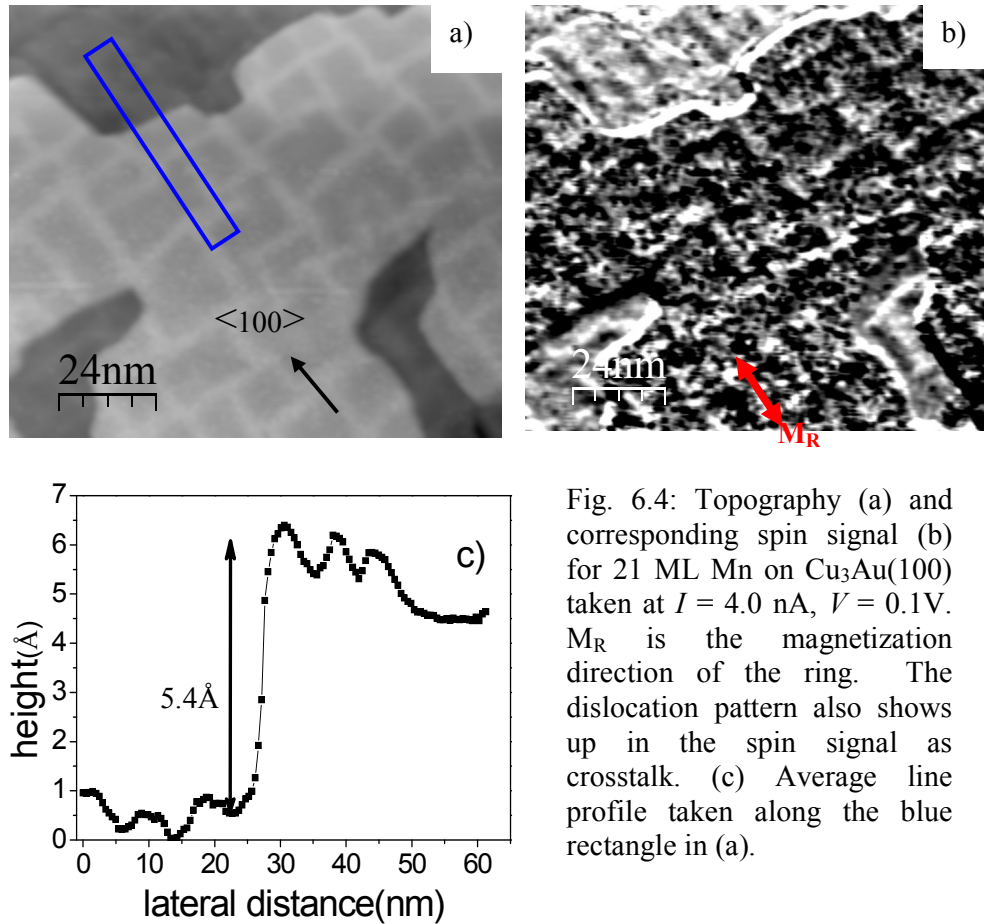 a)
b)
<100>
24nm
24nm
M_R
7
6
5
4
3
2
1
0
height(Å)
5.4Å
c)
0 10 20 30 40 50 60
lateral distance(nm)
Fig. 6.4: Topography (a) and
corresponding spin signal (b)
for 21 ML Mn on Cu₃Au(100)
taken at I = 4.0 nA, V = 0.1V.
M_R is the magnetization
direction of the ring. The
dislocation pattern also shows
up in the spin signal as
crosstalk. (c) Average line
profile taken along the blue
rectangle in (a).